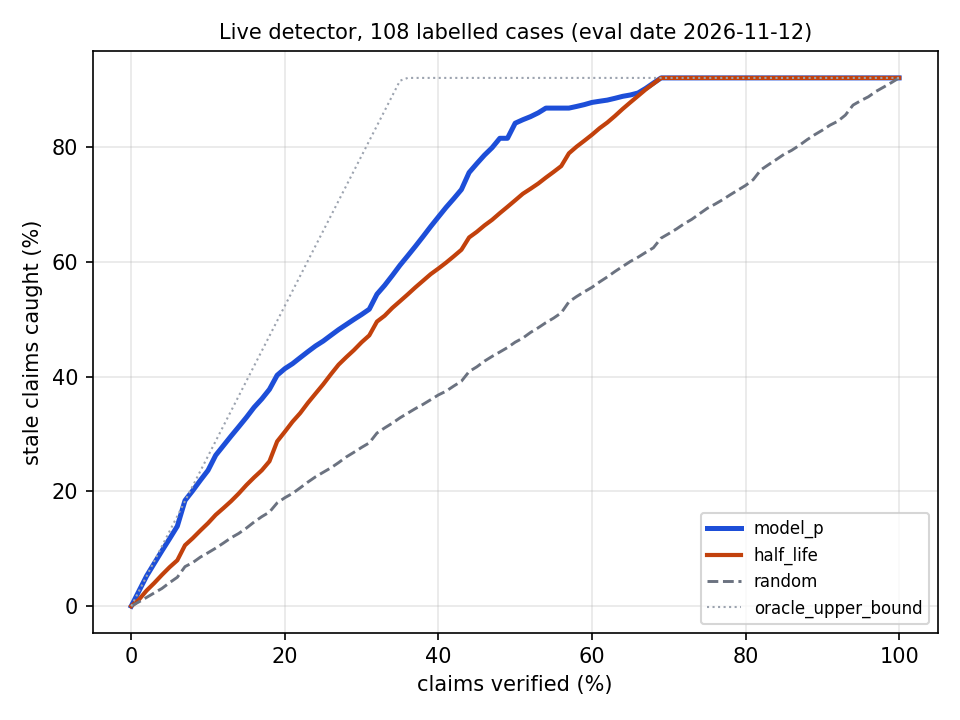 Live detector, 108 labelled cases (eval date 2026-11-12)
stale claims caught (%)
80
60
40
20
0
0 20 40 60 80 100
claims verified (%)
model_p
half_life
random
oracle_upper_bound